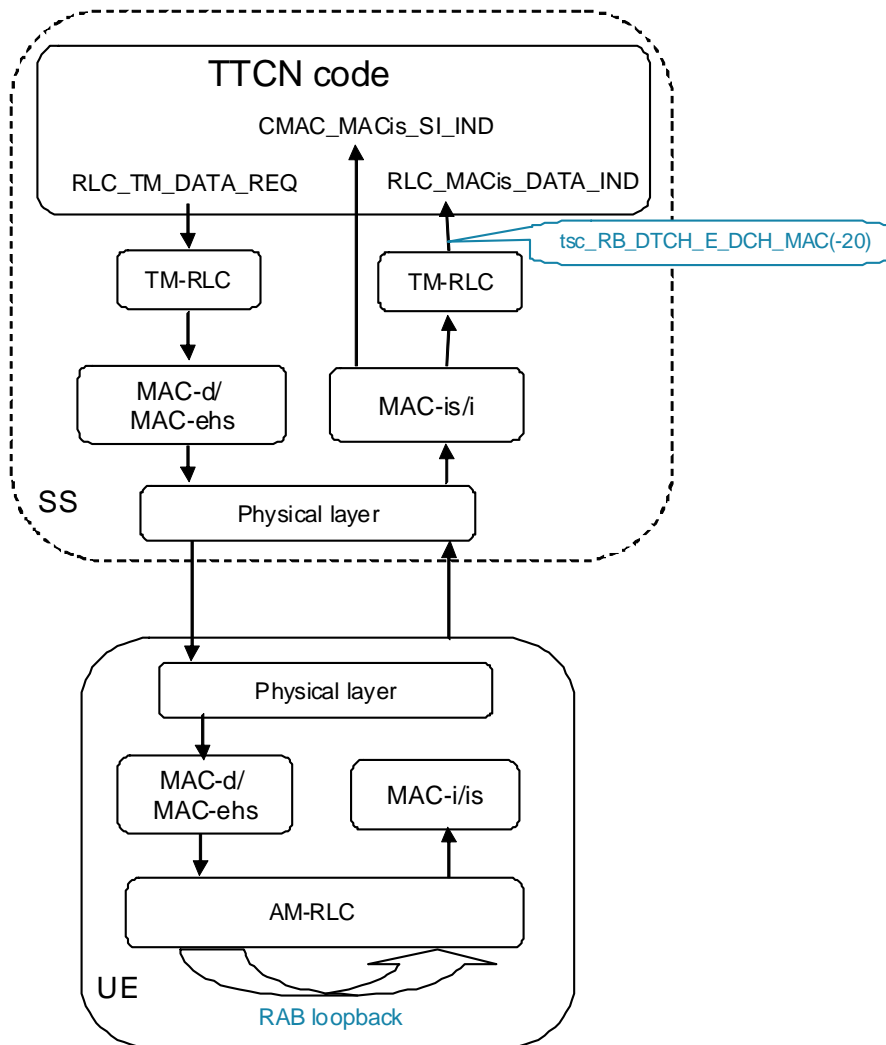 TTCN code
CMAC_MACis_SI_IND
RLC_TM_DATA_REQ
RLC_MACis_DATA_IND
tsc_RB_DTCH_E_DCH_MAC(-20)
TM-RLC
TM-RLC
MAC-d/
MAC-ehs
MAC-is/i
SS
Physical layer
Physical layer
MAC-d/
MAC-ehs
MAC-i/is
AM-RLC
UE
RAB loopback